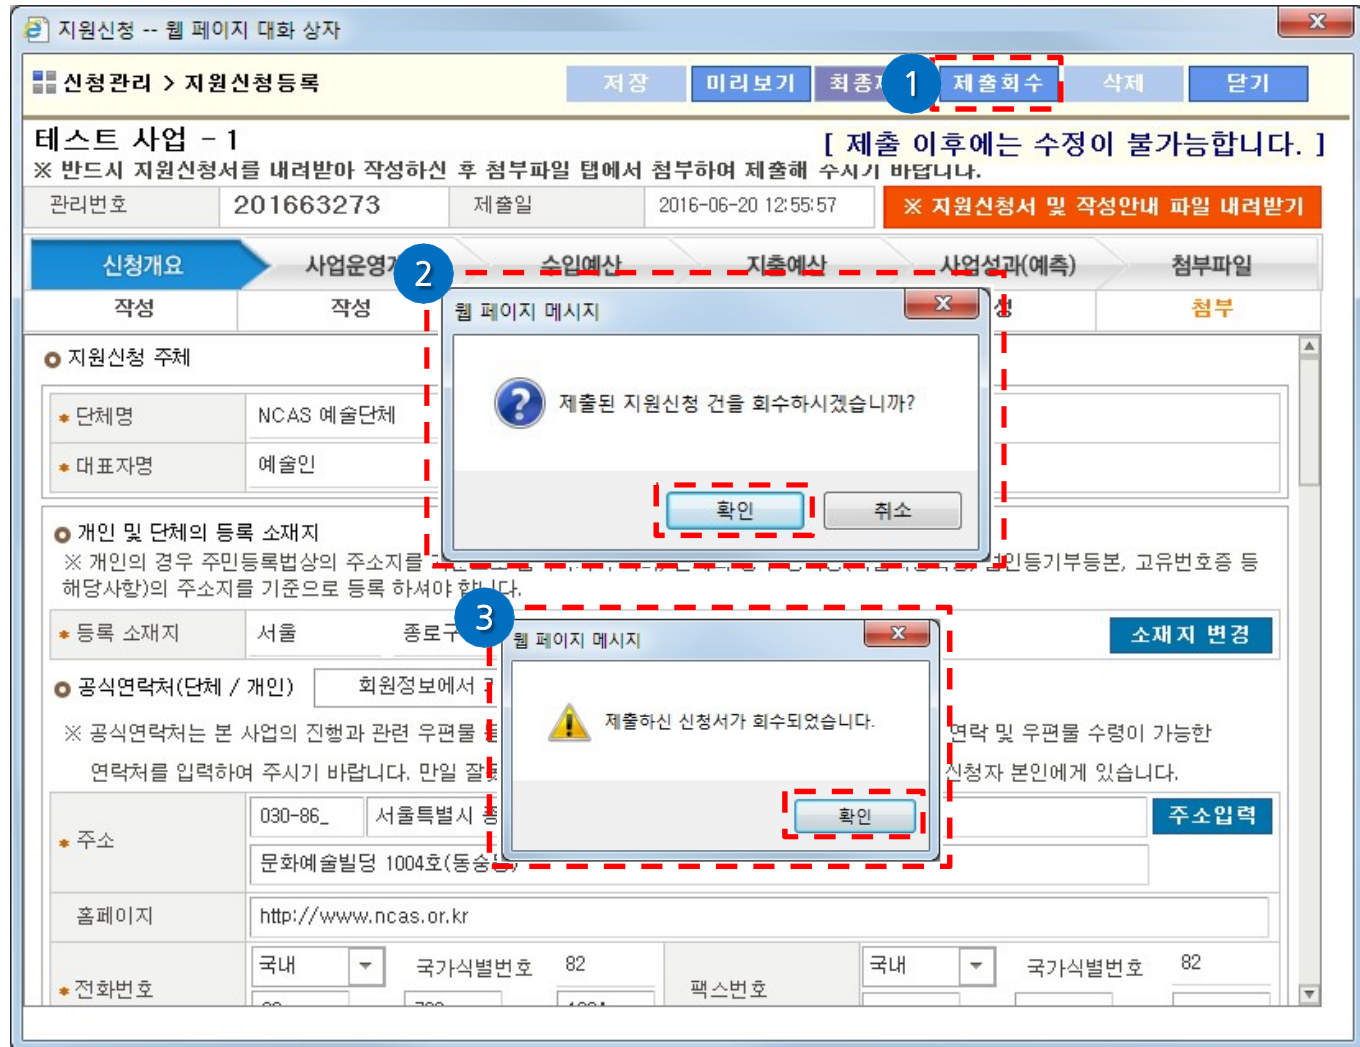 지원신청 -- 웹 페이지 대화 상자
신청관리 > 지원신청등록
저장 미리보기 1 제출회수 삭제 닫기
테스트 사업 - 1 [ 제출 이후에는 수정이 불가능합니다. ]
※ 반드시 지원신청서를 내려받아 작성하신 후 첨부파일 탭에서 첨부하여 제출해 주시기 바랍니다.
관리번호 201663273 제출일 2016-06-20 12:55:57 ※ 지원신청서 및 작성안내 파일 내려받기
신청개요 2 수입예산 지출예산 사업성과(예측) 첨부파일
작성 작성 성 첨부
웹 페이지 메시지
제출된 지원신청 건을 회수하시겠습니까?
확인 취소
지원신청 주체
* 단체명 NCAS 예술단체
* 대표자명 예술인
개인 및 단체의 등록 소재지
※ 개인의 경우 주민등록법상의 주소지를
인등기부등본, 고유번호증 등
해당사항)의 주소지를 기준으로 등록 하셔야 합니다.
* 등록 소재지 서울 종로구 소재지 변경
3
웹 페이지 메시지
제출하신 신청서가 회수되었습니다.
확인
공식연락처(단체 / 개인) 회원정보에서
※ 공식연락처는 본 사업의 진행과 관련 우편물
연락 및 우편물 수령이 가능한
연락처를 입력하여 주시기 바랍니다. 만일
신청자 본인에게 있습니다.
* 주소 030-86_ 서울특별시 주소입력
문화예술빌딩 1004호(동숭동)
홈페이지 http://www.ncas.or.kr
* 전화번호 국내 국가식별번호 82 팩스번호 국내 국가식별번호 82